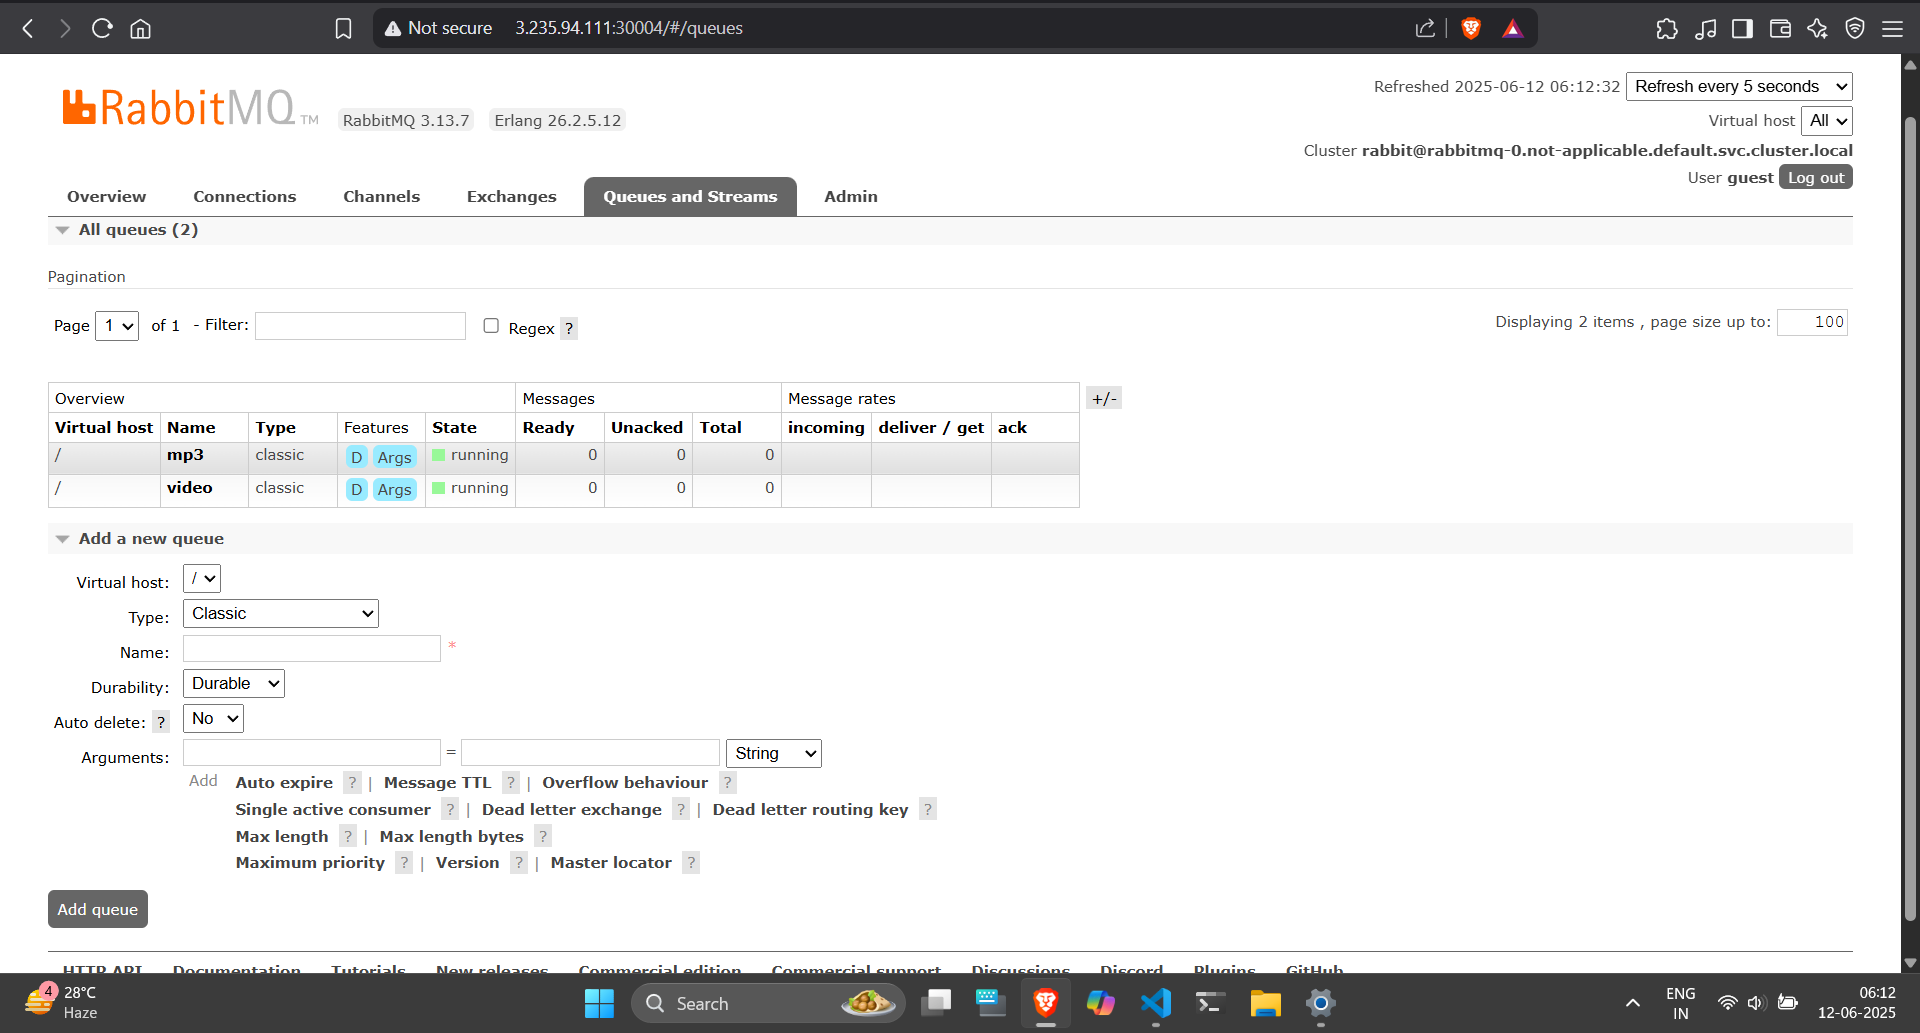 Not secure 3.235.94.111:30004/#/queues
RabbitMQ TM RabbitMQ 3.13.7 Erlang 26.2.5.12
Refreshed 2025-06-12 06:12:32 Refresh every 5 seconds
Virtual host All
Cluster rabbit@rabbitmq-0.not-applicable.default.svc.cluster.local
User guest Log out
Overview Connections Channels Exchanges Queues and Streams Admin
All queues (2)
Pagination
Page 1 of 1 - Filter: Regex ? Displaying 2 items , page size up to: 100
Overview Messages Message rates +/-
Virtual host Name Type Features State Ready Unacked Total incoming deliver / get ack
/ mp3 classic D Args running 0 0 0
/ video classic D Args running 0 0 0
Add a new queue
Virtual host: /
Type: Classic
Name: *
Durability: Durable
Auto delete: ? No
Arguments: = String
Add Auto expire ? | Message TTL ? | Overflow behaviour ?
Single active consumer ? | Dead letter exchange ? | Dead letter routing key ?
Max length ? | Max length bytes ?
Maximum priority ? | Version ? | Master locator ?
Add queue
HTTP API Documentation Tutorials New releases Commercial edition Commercial support Discussions Discord Plugins GitHub
4 28°C
Haze
Search
ENG
IN
06:12
12-06-2025